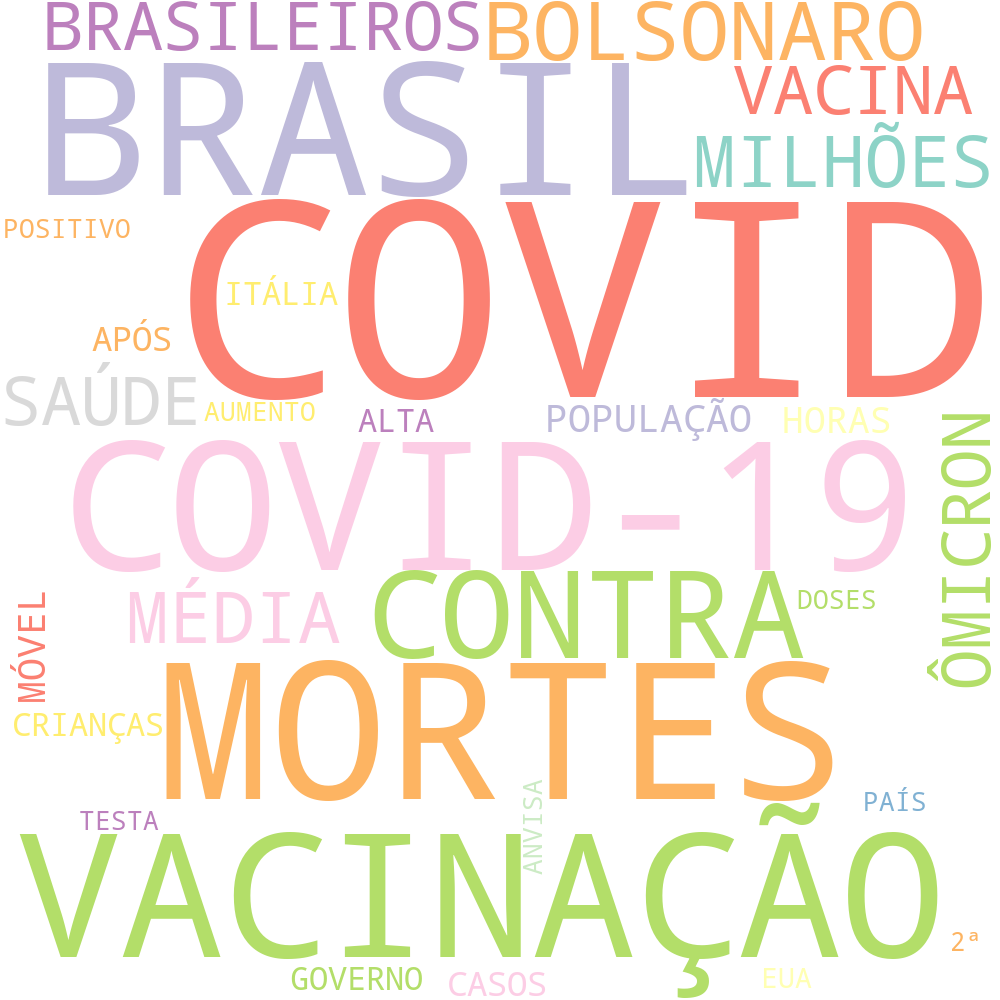 BRASILEIROS
BOLSONARO
BRASIL
VACINA
MILHÕES
COVID
POSITIVO
ITÁLIA
APÓS
SAÚDE
AUMENTO
ALTA
POPULAÇÃO
HORAS
ÔMICRON
COVID-19
CONTRA
MÉDIA
DOSES
MÓVEL
MORTES
CRIANÇAS
ANVISA
PAÍS
TESTA
VACINAÇÃO
2ª
GOVERNO
CASOS
EUA